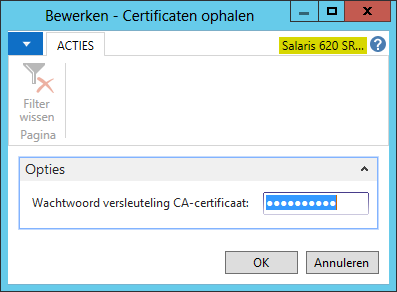 Bewerken - Certificaten ophalen
ACTIES
Salaris 620 SR...
Filter
wissen
Pagina
Opties
Wachtwoord versleuteling CA-certificaat:
OK
Annuleren